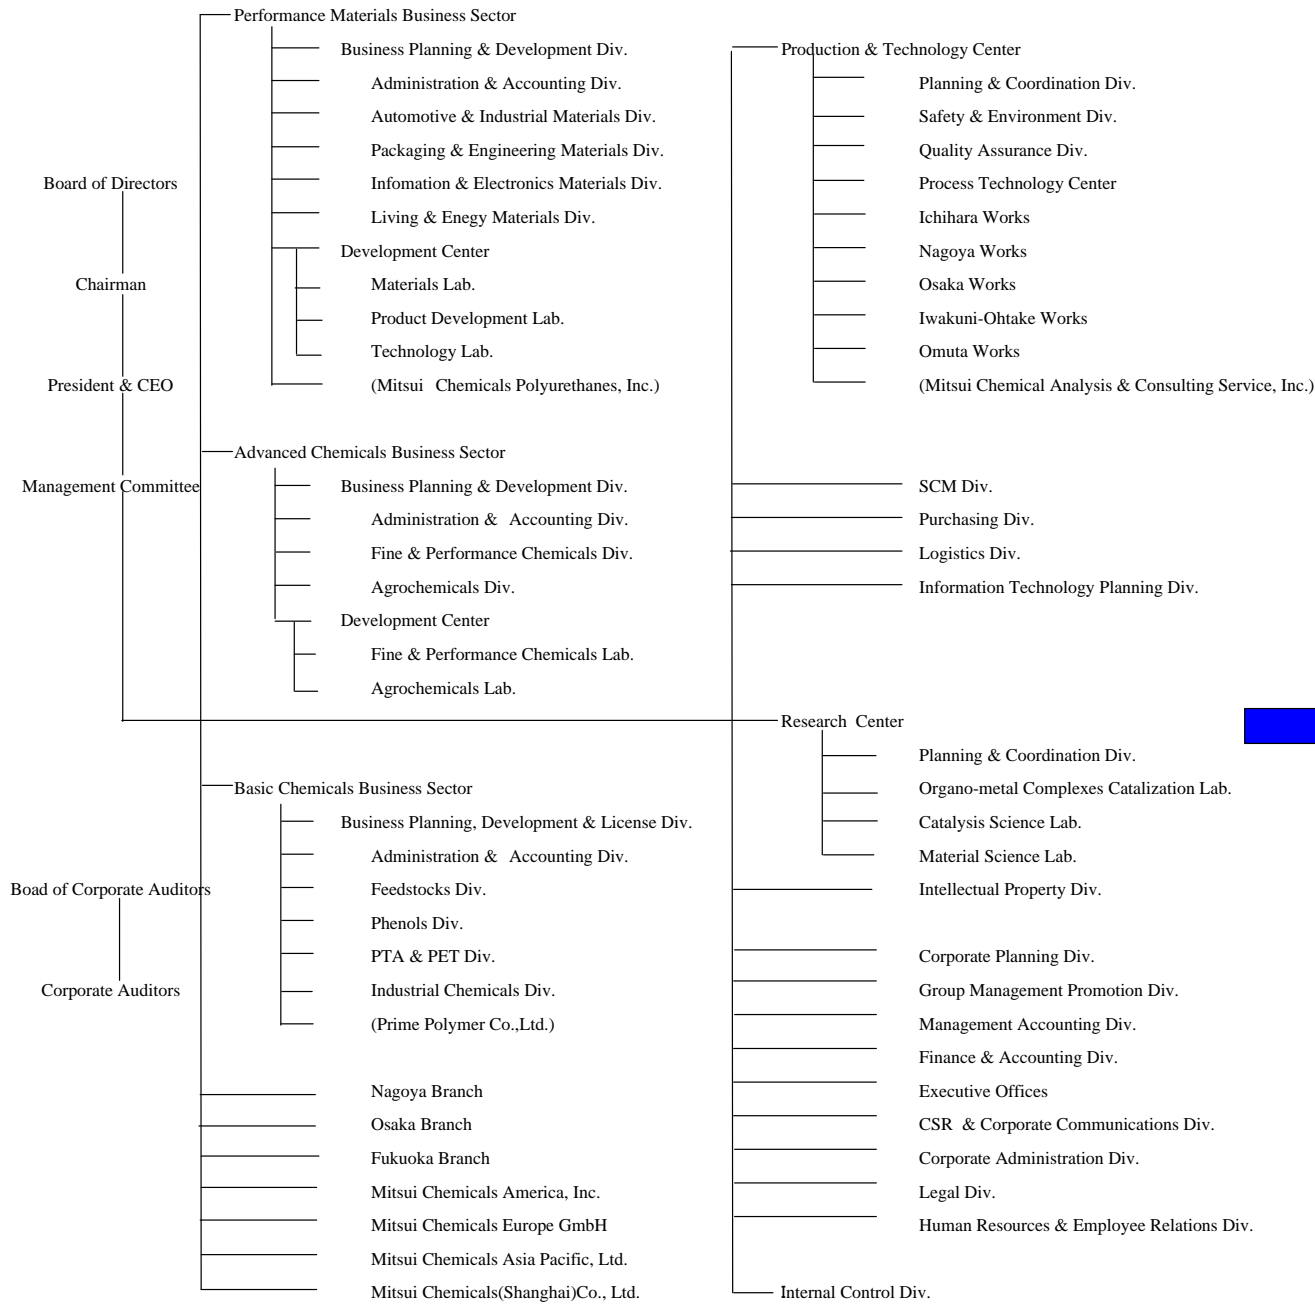 Board of Directors
Chairman
President & CEO
Management Committee
Boad of Corporate Auditors
Corporate Auditors
Performance Materials Business Sector
Business Planning & Development Div.
Administration & Accounting Div.
Automotive & Industrial Materials Div.
Packaging & Engineering Materials Div.
Infomation & Electronics Materials Div.
Living & Enegy Materials Div.
Development Center
Materials Lab.
Product Development Lab.
Technology Lab.
(Mitsui Chemicals Polyurethanes, Inc.)
Advanced Chemicals Business Sector
Business Planning & Development Div.
Administration & Accounting Div.
Fine & Performance Chemicals Div.
Agrochemicals Div.
Development Center
Fine & Performance Chemicals Lab.
Agrochemicals Lab.
Basic Chemicals Business Sector
Business Planning, Development & License Div.
Administration & Accounting Div.
Feedstocks Div.
Phenols Div.
PTA & PET Div.
Industrial Chemicals Div.
(Prime Polymer Co.,Ltd.)
Nagoya Branch
Osaka Branch
Fukuoka Branch
Mitsui Chemicals America, Inc.
Mitsui Chemicals Europe GmbH
Mitsui Chemicals Asia Pacific, Ltd.
Mitsui Chemicals(Shanghai)Co., Ltd.
Production & Technology Center
Planning & Coordination Div.
Safety & Environment Div.
Quality Assurance Div.
Process Technology Center
Ichihara Works
Nagoya Works
Osaka Works
Iwakuni-Ohtake Works
Omuta Works
(Mitsui Chemical Analysis & Consulting Service, Inc.)
SCM Div.
Purchasing Div.
Logistics Div.
Information Technology Planning Div.
Research Center
Planning & Coordination Div.
Organo-metal Complexes Catalization Lab.
Catalysis Science Lab.
Material Science Lab.
Intellectual Property Div.
Corporate Planning Div.
Group Management Promotion Div.
Management Accounting Div.
Finance & Accounting Div.
Executive Offices
CSR & Corporate Communications Div.
Corporate Administration Div.
Legal Div.
Human Resources & Employee Relations Div.
Internal Control Div.